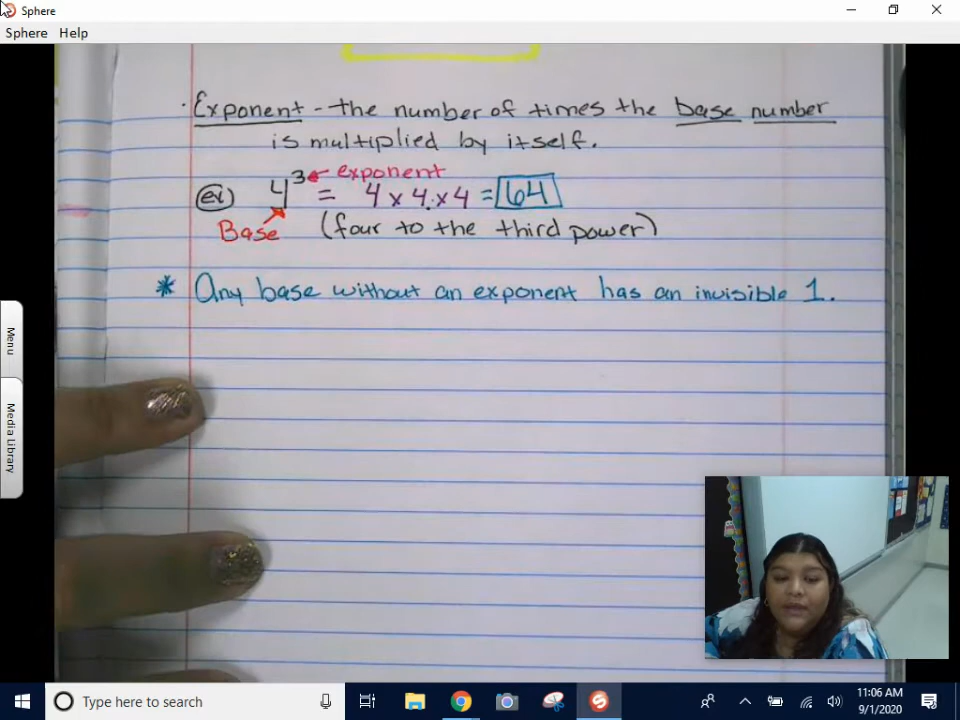 Sphere
Sphere Help
· Exponent - the number of times the base number
is multiplied by itself.
ex) 4³ ← exponent = 4 x 4 x 4 = 64
Base (four to the third power)
* Any base without an exponent has an invisible 1.
Menu
Media Library
Type here to search
11:06 AM
9/1/2020